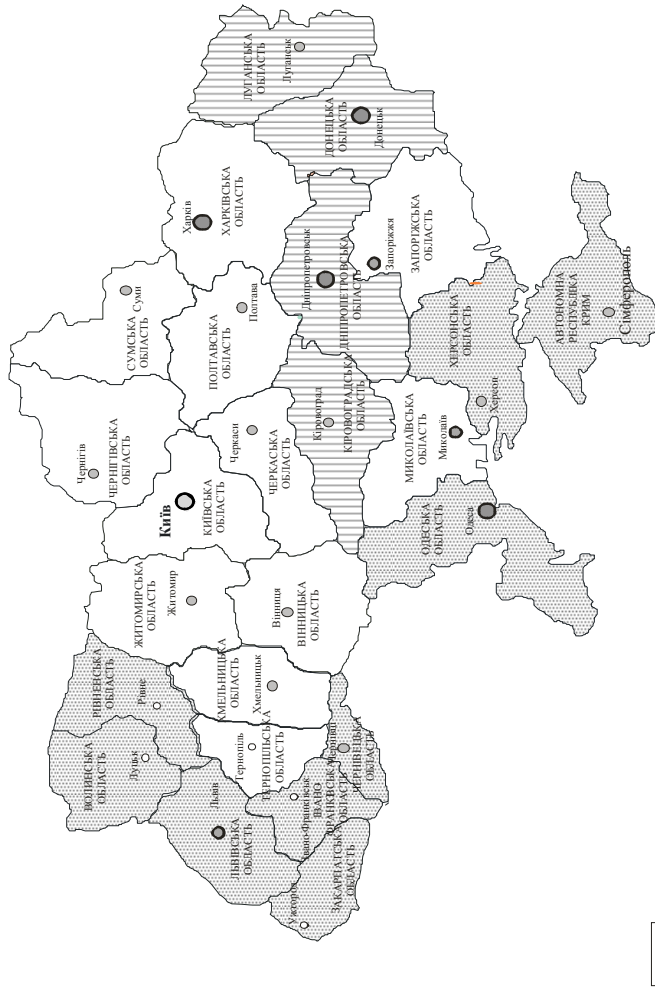 ВОЛИНСЬКА
ОБЛАСТЬ
Луцьк
РІВНЕНСЬКА
ОБЛАСТЬ
Рівне
ЖИТОМИРСЬКА
ОБЛАСТЬ
Житомир
Київ
КИЇВСЬКА
ОБЛАСТЬ
Чернігів
ЧЕРНІГІВСЬКА
ОБЛАСТЬ
СУМСЬКА
ОБЛАСТЬ
Суми
ЛЬВІВСЬКА
ОБЛАСТЬ
Львів
Тернопіль
ТЕРНОПІЛЬСЬКА
ОБЛАСТЬ
ХМЕЛЬНИЦЬКА
ОБЛАСТЬ
Хмельницьк
Вінниця
ВІННИЦЬКА
ОБЛАСТЬ
Черкаси
ЧЕРКАСЬКА
ОБЛАСТЬ
ПОЛТАВСЬКА
ОБЛАСТЬ
Полтава
Харків
ХАРКІВСЬКА
ОБЛАСТЬ
ЛУГАНСЬКА
ОБЛАСТЬ
Луганськ
Ужгород
ЗАКАРПАТСЬКА
ОБЛАСТЬ
Івано-Франківськ
ІВАНО
ФРАНКІВСЬКА
ОБЛАСТЬ
Чернівці
ЧЕРНІВЕЦЬКА
ОБЛАСТЬ
Кіровоград
КІРОВОГРАДСЬКА
ОБЛАСТЬ
Дніпропетровськ
ДНІПРОПЕТРОВСЬКА
ОБЛАСТЬ
ДОНЕЦЬКА
ОБЛАСТЬ
Донецьк
ОДЕСЬКА
ОБЛАСТЬ
Одеса
МИКОЛАЇВСЬКА
ОБЛАСТЬ
Миколаїв
ХЕРСОНСЬКА
ОБЛАСТЬ
Херсон
Запоріжжя
ЗАПОРІЖСЬКА
ОБЛАСТЬ
АВТОНОМНА
РЕСПУБЛІКА
КРИМ
Сімферополь